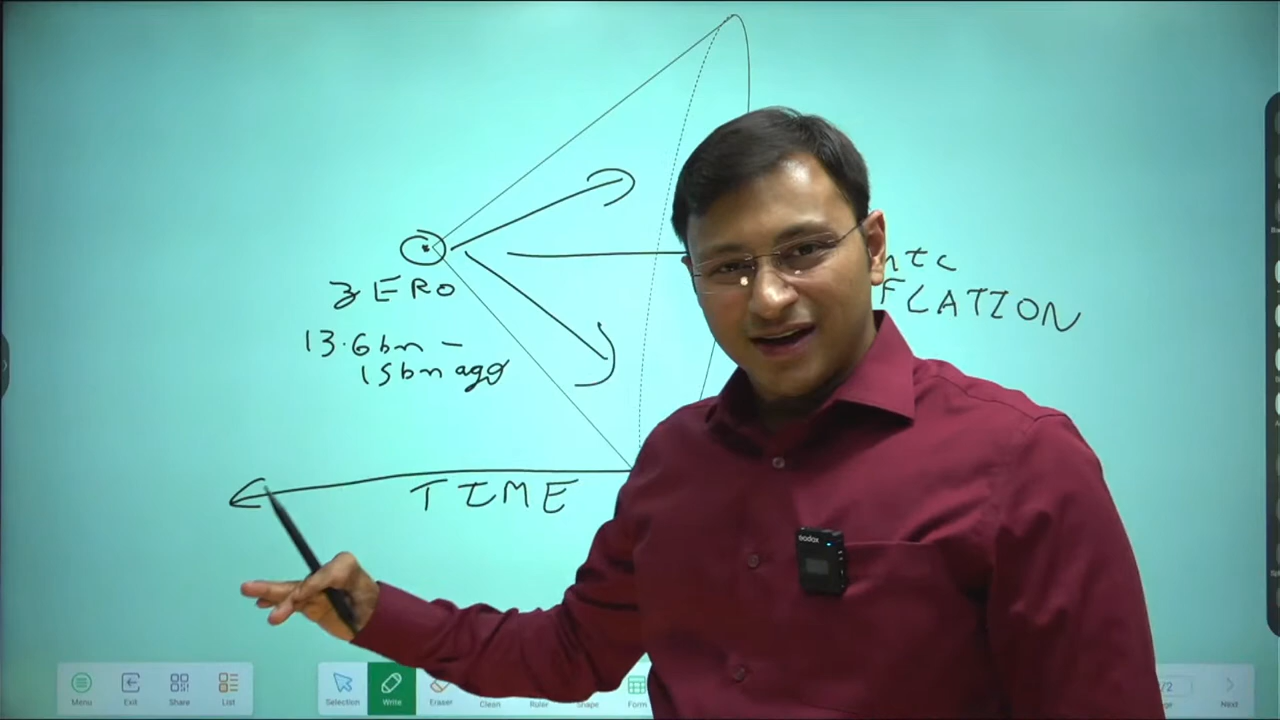 ZERO
13.6bn -
15bn ago
FLATION
TIME
Godox
Menu
Exit
Share
List
Selection
Write
Eraser
Clean
Ruler
Shape
Form
/2
Next